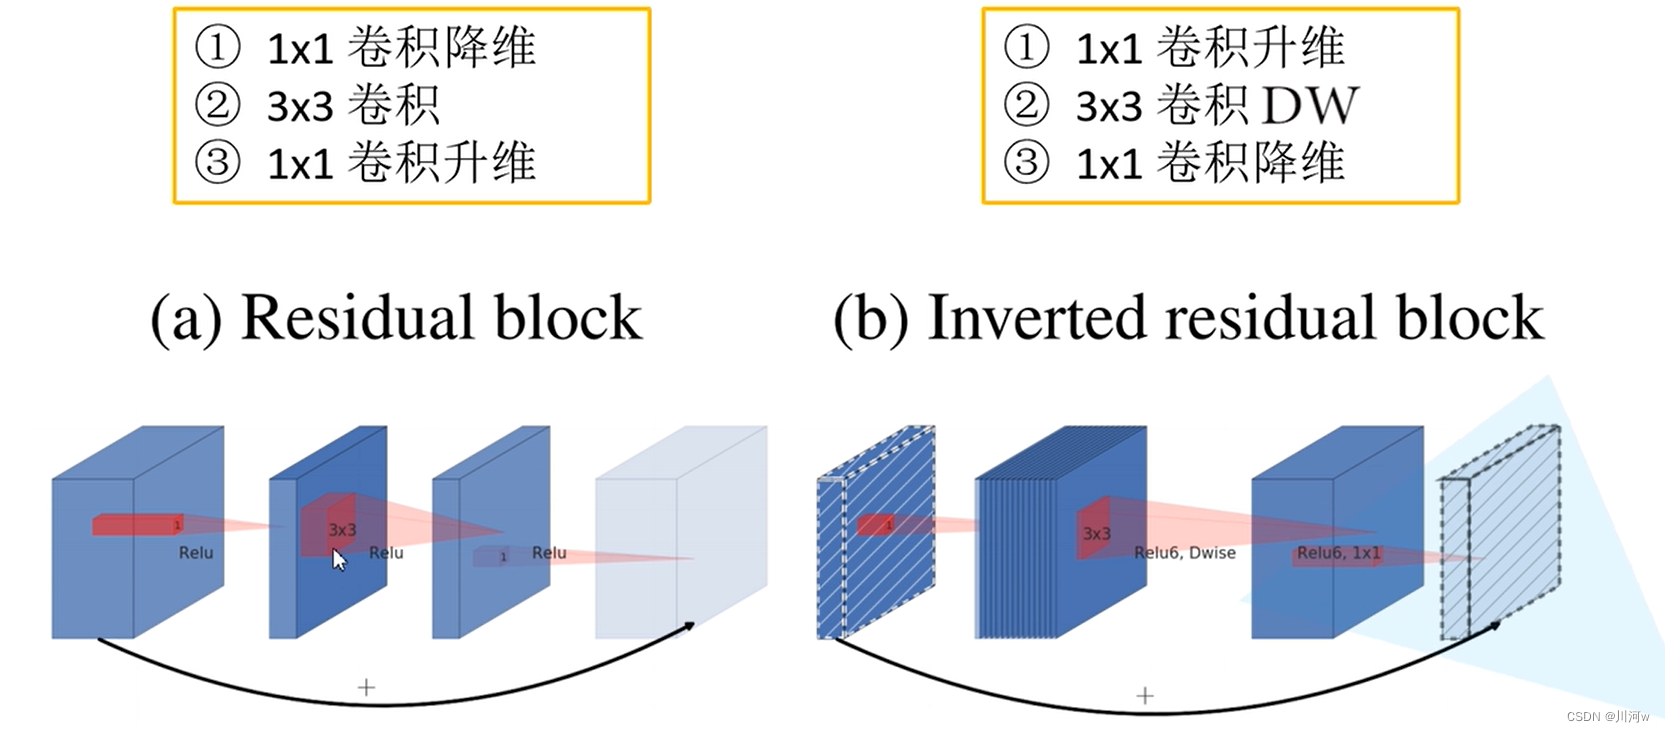 ① 1x1 卷积降维
② 3x3 卷积
③ 1x1 卷积升维
① 1x1 卷积升维
② 3x3 卷积 DW
③ 1x1 卷积降维
(a) Residual block
(b) Inverted residual block
1
Relu
3x3
Relu
1
Relu
+
1
3x3
Relu6, Dwise
Relu6, 1x1
+
CSDN @川河w